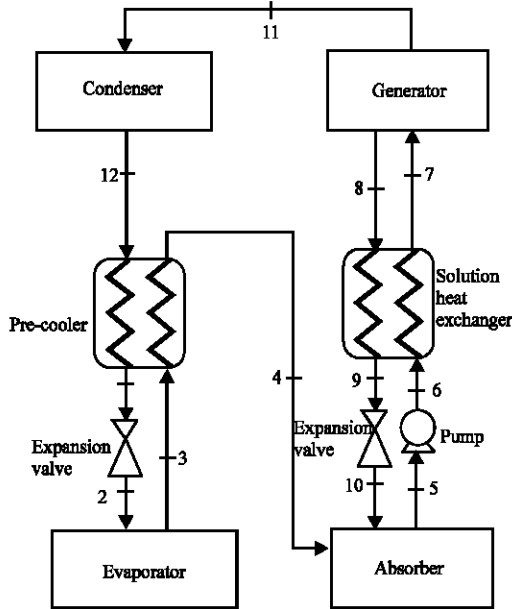 11
Condenser
Generator
12
8
7
Pre-cooler
Solution
heat
exchanger
4
9
6
Expansion
valve
3
Expansion
valve
Pump
2
10
5
Evaporator
Absorber